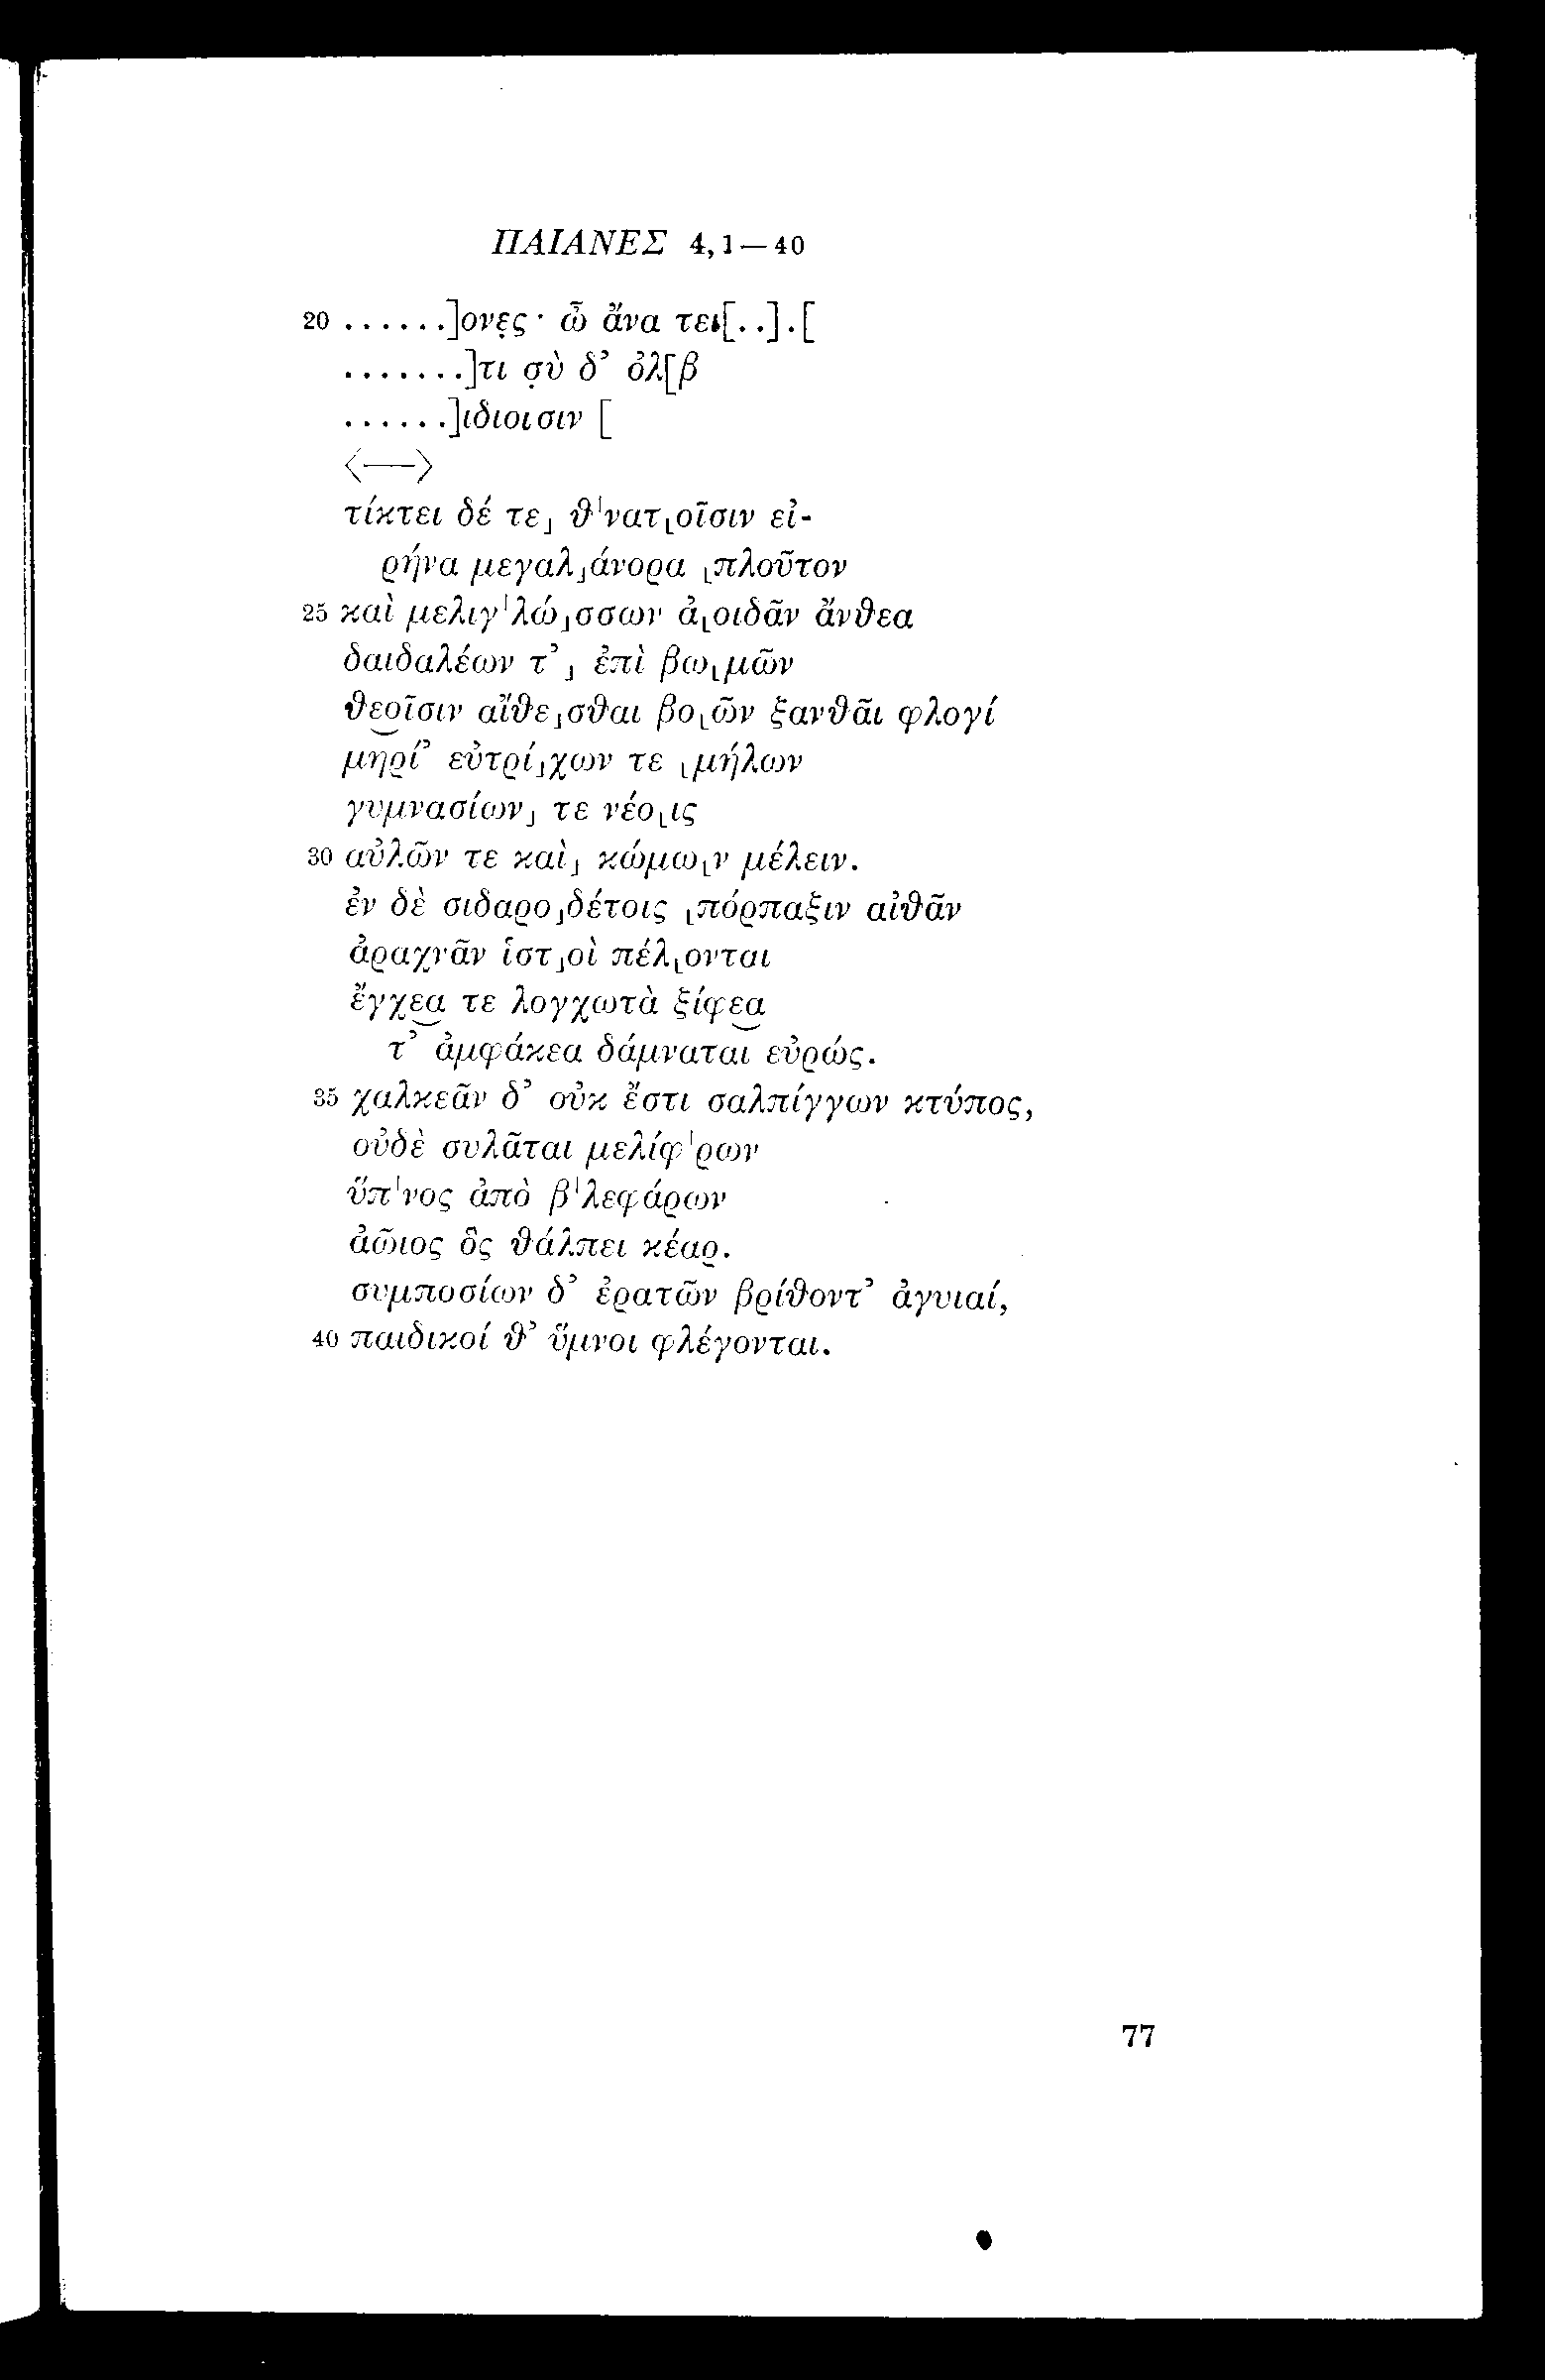 ΠΑΙΑΝΕΣ 4,1—40
20 ......]ονες· ὦ ἄνα τει[..].[
.......]τι σὺ δ’ ὀλ[β
......]ιδιοισιν [
〈—–〉
τίκτει δέ τε⌟ θ'νατ⌞οῖσιν εἰ-
ρήνα μεγαλ⌟άνορα ⌞πλοῦτον
25 καὶ μελιγ'λώ⌟σσων ἀ⌞οιδᾶν ἄνθεα
δαιδαλέων τ’⌟ ἐπὶ βω⌞μῶν
θεοῖσιν αἴθε⌟σθαι βο⌞ῶν ξανθᾶι φλογί
μηρί’ εὐτρί⌟χων τε ⌞μήλων
γυμνασίων⌟ τε νέο⌞ις
30 αὐλῶν τε καὶ⌟ κώμω⌞ν μέλειν.
ἐν δὲ σιδαρο⌟δέτοις ⌞πόρπαξιν αἰθᾶν
ἀραχνᾶν ἱστ⌟οὶ πέλ⌞ονται
ἔγχεα τε λογχωτὰ ξίφεα
τ’ ἀμφάκεα δάμναται εὐρώς.
35 χαλκεᾶν δ’ οὐκ ἔστι σαλπίγγων κτύπος,
οὐδὲ συλᾶται μελίφ'ρων
ὕπ'νος ἀπὸ β'λεφάρων
ἀῶιος ὃς θάλπει κέαρ.
συμποσίων δ’ ἐρατῶν βρίθοντ’ ἀγυιαί,
40 παιδικοί θ’ ὕμνοι φλέγονται.
77